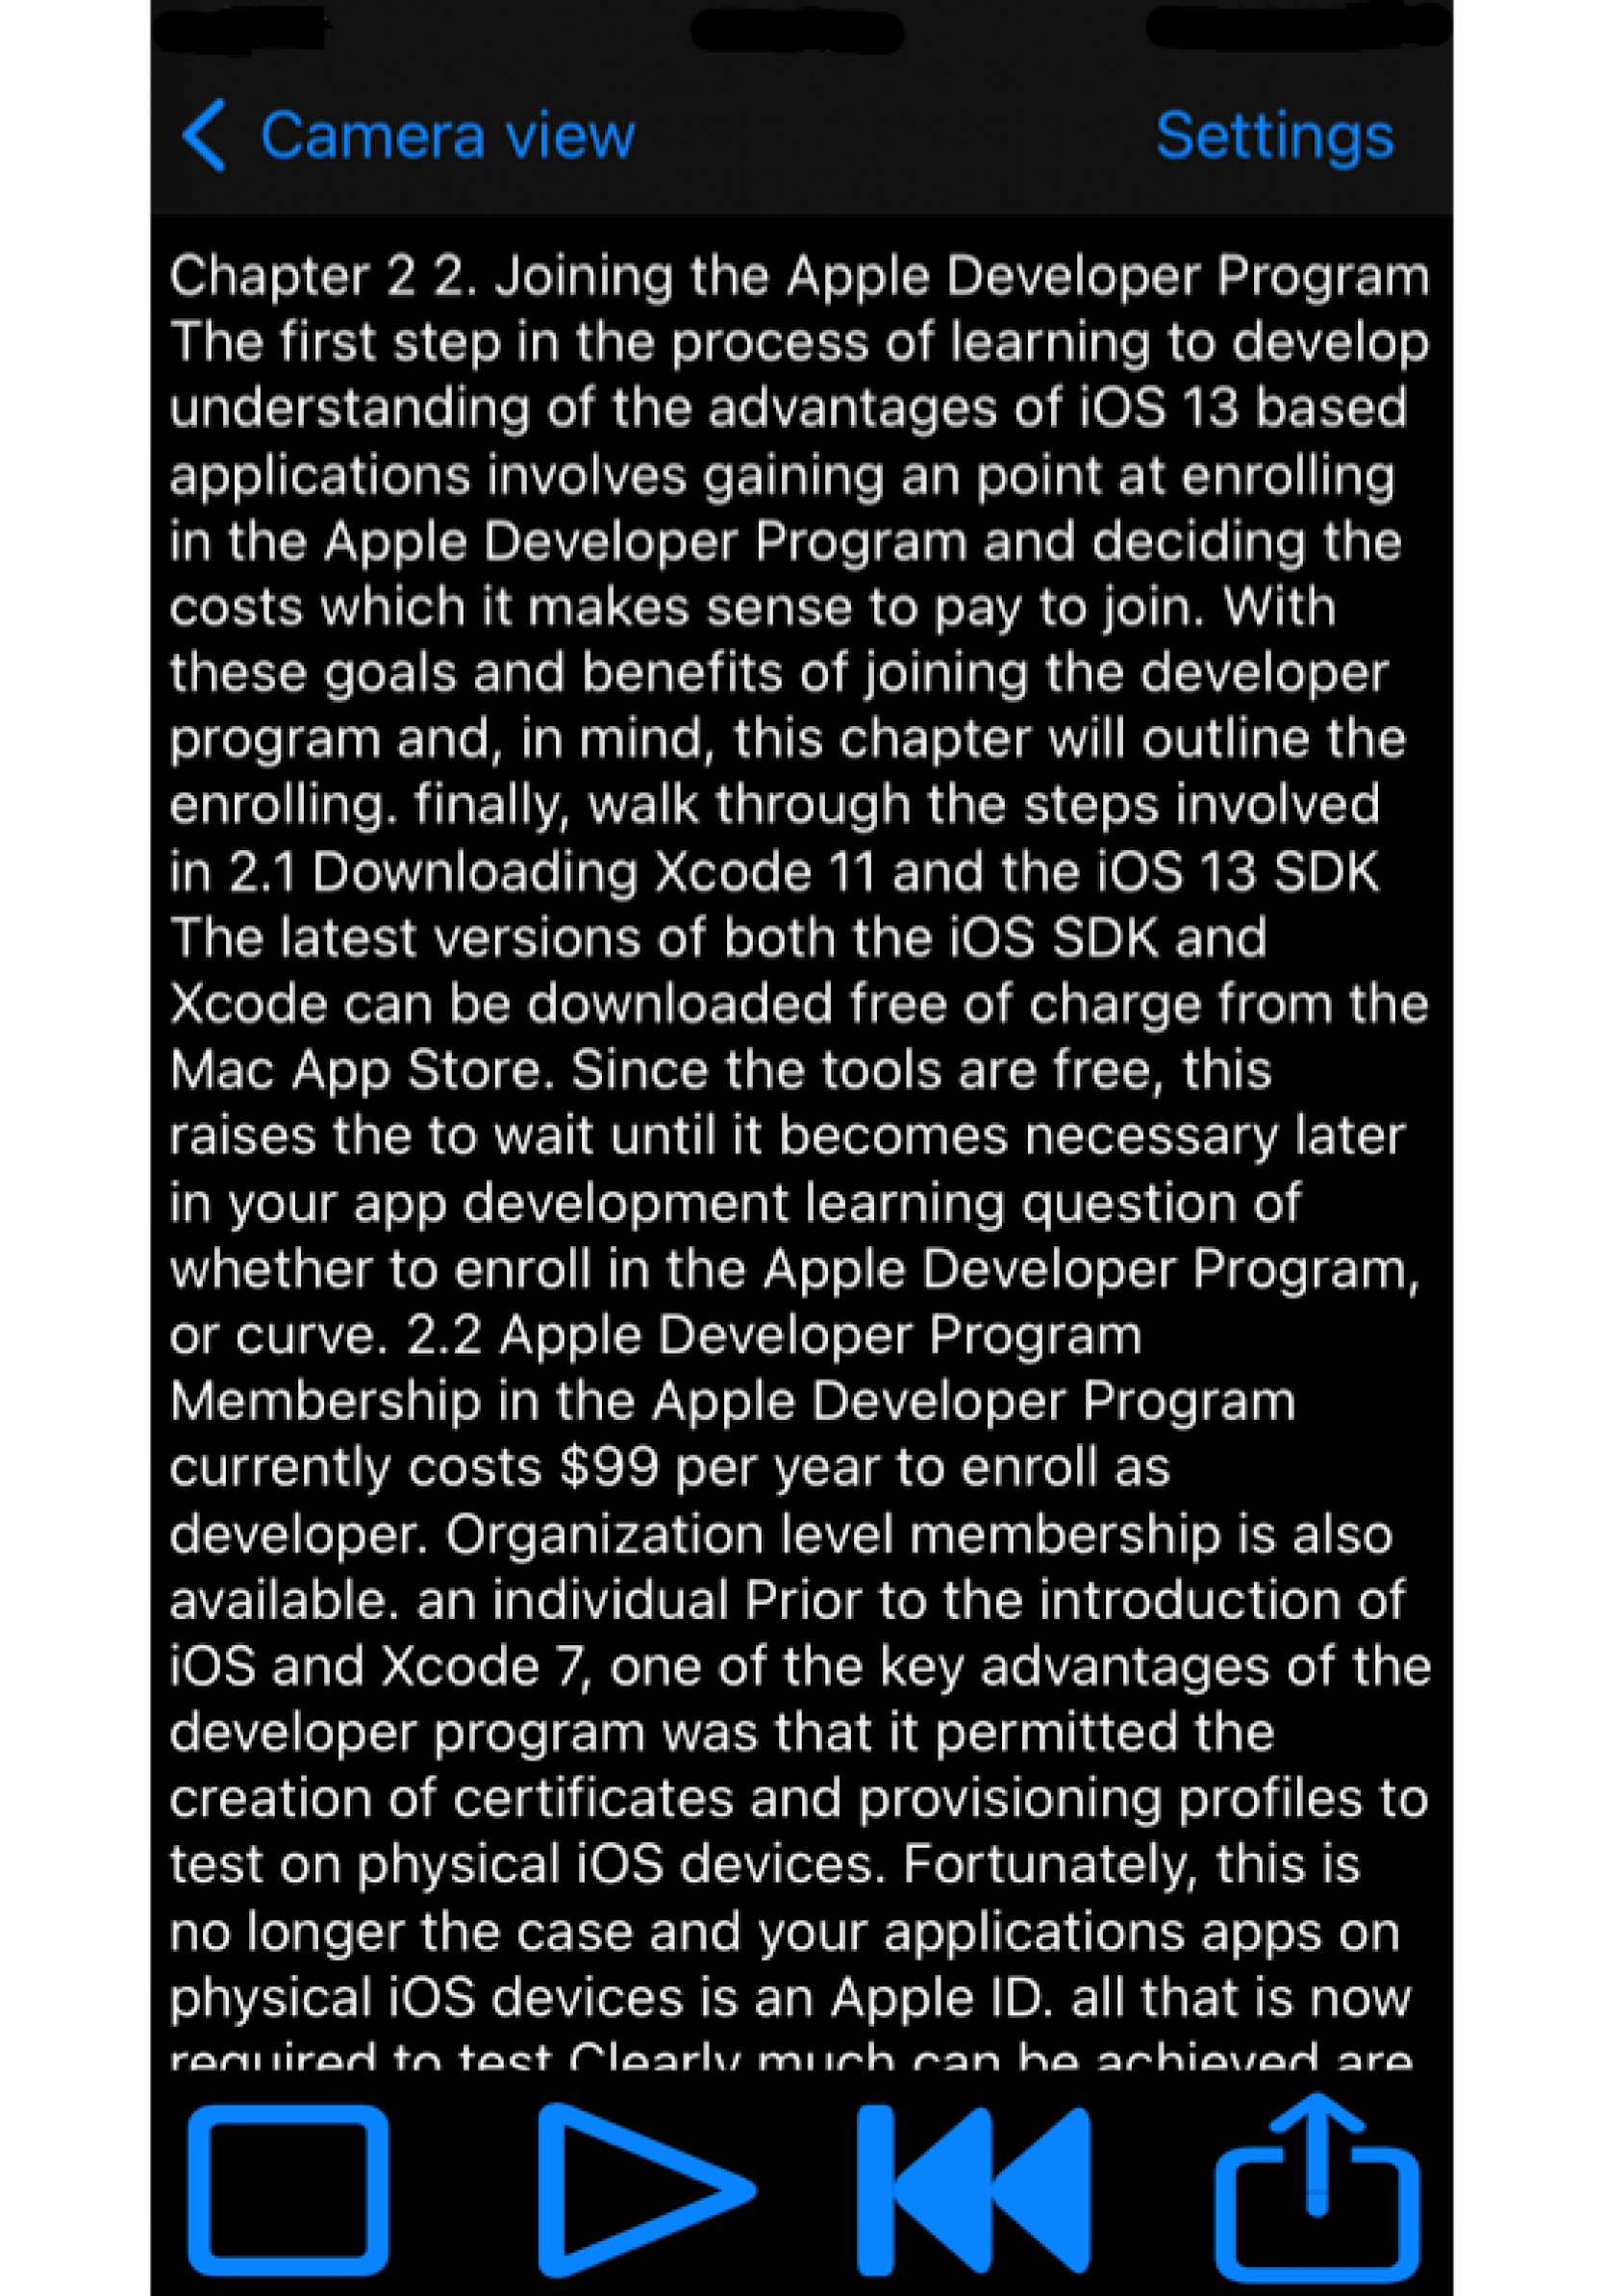 Camera view
Settings
Chapter 2 2. Joining the Apple Developer Program
The first step in the process of learning to develop
understanding of the advantages of iOS 13 based
applications involves gaining an point at enrolling
in the Apple Developer Program and deciding the
costs which it makes sense to pay to join. With
these goals and benefits of joining the developer
program and, in mind, this chapter will outline the
enrolling. finally, walk through the steps involved
in 2.1 Downloading Xcode 11 and the iOS 13 SDK
The latest versions of both the iOS SDK and
Xcode can be downloaded free of charge from the
Mac App Store. Since the tools are free, this
raises the to wait until it becomes necessary later
in your app development learning question of
whether to enroll in the Apple Developer Program,
or curve. 2.2 Apple Developer Program
Membership in the Apple Developer Program
currently costs $99 per year to enroll as
developer. Organization level membership is also
available. an individual Prior to the introduction of
iOS and Xcode 7, one of the key advantages of the
developer program was that it permitted the
creation of certificates and provisioning profiles to
test on physical iOS devices. Fortunately, this is
no longer the case and your applications apps on
physical iOS devices is an Apple ID. all that is now
required to test Clearly much can be achieved are